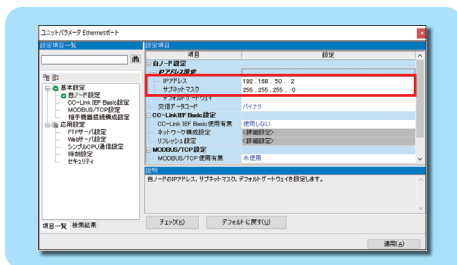 ユニットパラメータ Ethernetポート
設定項目一覧
設定項目
項目 設定
自ノード設定
IPアドレス設定
IPアドレス 192 . 168 . 50 . 2
サブネットマスク 255 . 255 . 255 . 0
デフォルトゲートウェイ
交信データコード バイナリ
CC-Link IEF Basic設定
CC-Link IEF Basic使用有無 使用しない
ネットワーク構成設定 <詳細設定>
リフレッシュ設定 <詳細設定>
MODBUS/TCP設定
MODBUS/TCP使用有無 未使用
基本設定
自ノード設定
CC-Link IEF Basic設定
MODBUS/TCP設定
相手機器接続構成設定
応用設定
FTPサーバ設定
Webサーバ設定
シンプルCPU通信設定
時刻設定
セキュリティ
説明
自ノードのIPアドレス、サブネットマスク、デフォルトゲートウェイを設定します。
項目一覧 検索結果
チェック(K)
デフォルトに戻す(U)
適用(A)